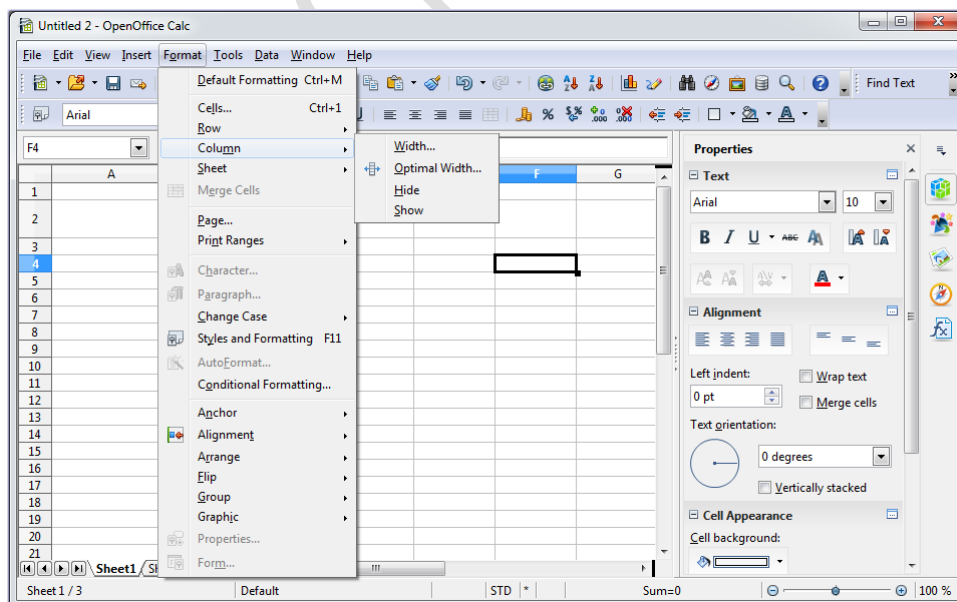 Untitled 2 - OpenOffice Calc
File Edit View Insert Format Tools Data Window Help
Find Text
Arial
F4
Default Formatting Ctrl+M
Cells... Ctrl+1
Row
Column
Sheet
Merge Cells
Page...
Print Ranges
Character...
Paragraph...
Change Case
Styles and Formatting F11
AutoFormat...
Conditional Formatting...
Anchor
Alignment
Arrange
Flip
Group
Graphic
Properties...
Form...
Width...
Optimal Width...
Hide
Show
A F G
1
2
3
4
5
6
7
8
9
10
11
12
13
14
15
16
17
18
19
20
21
Properties
Text
Arial 10
B I U ABC
Alignment
Left indent:
0 pt
Wrap text
Merge cells
Text orientation:
0 degrees
Vertically stacked
Cell Appearance
Cell background:
Sheet1
Sheet 1 / 3 Default STD * Sum=0 100 %